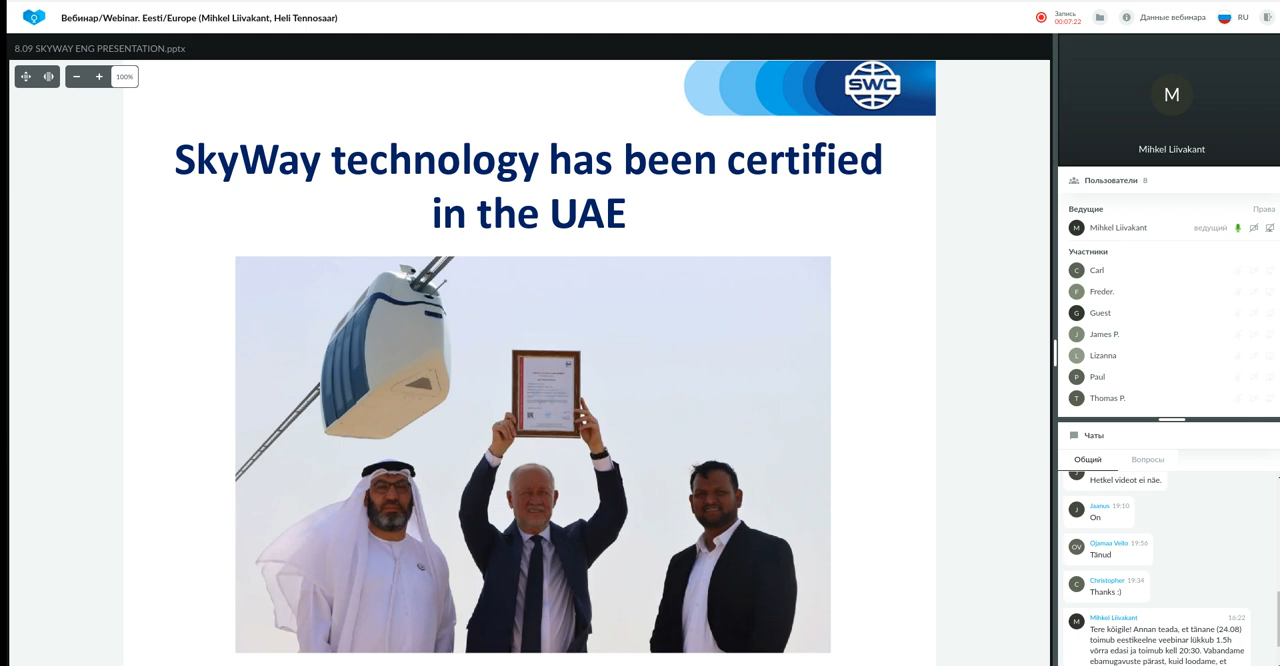 Вебинар/Webinar. Eesti/Europe (Mihkel Liivakant, Heli Tennosaar)
Запись
00:07:22
Данные вебинара
RU
8.09 SKYWAY ENG PRESENTATION.pptx
100%
SWC
SkyWay technology has been certified
in the UAE
M
Mihkel Liivakant
Пользователи 8
Ведущие Права
M Mihkel Liivakant ведущий
Участники
C Carl
F Freder.
G Guest
J James P.
L Lizanna
P Paul
T Thomas P.
Чаты
Общий Вопросы
Hetkel videot ei näe.
J Jaanus 19:10
On
OV Ojamaa Vello 19:56
Tänud
C Christopher 19:34
Thanks :)
M Mihkel Liivakant 16:22
Tere kõigile! Annan teada, et tänane (24.08)
toimub eestikeelne veebinar lükkub 1.5h
võrra edasi ja toimub kell 20:30. Vabandame
ebamugavuste pärast, kuid loodame, et